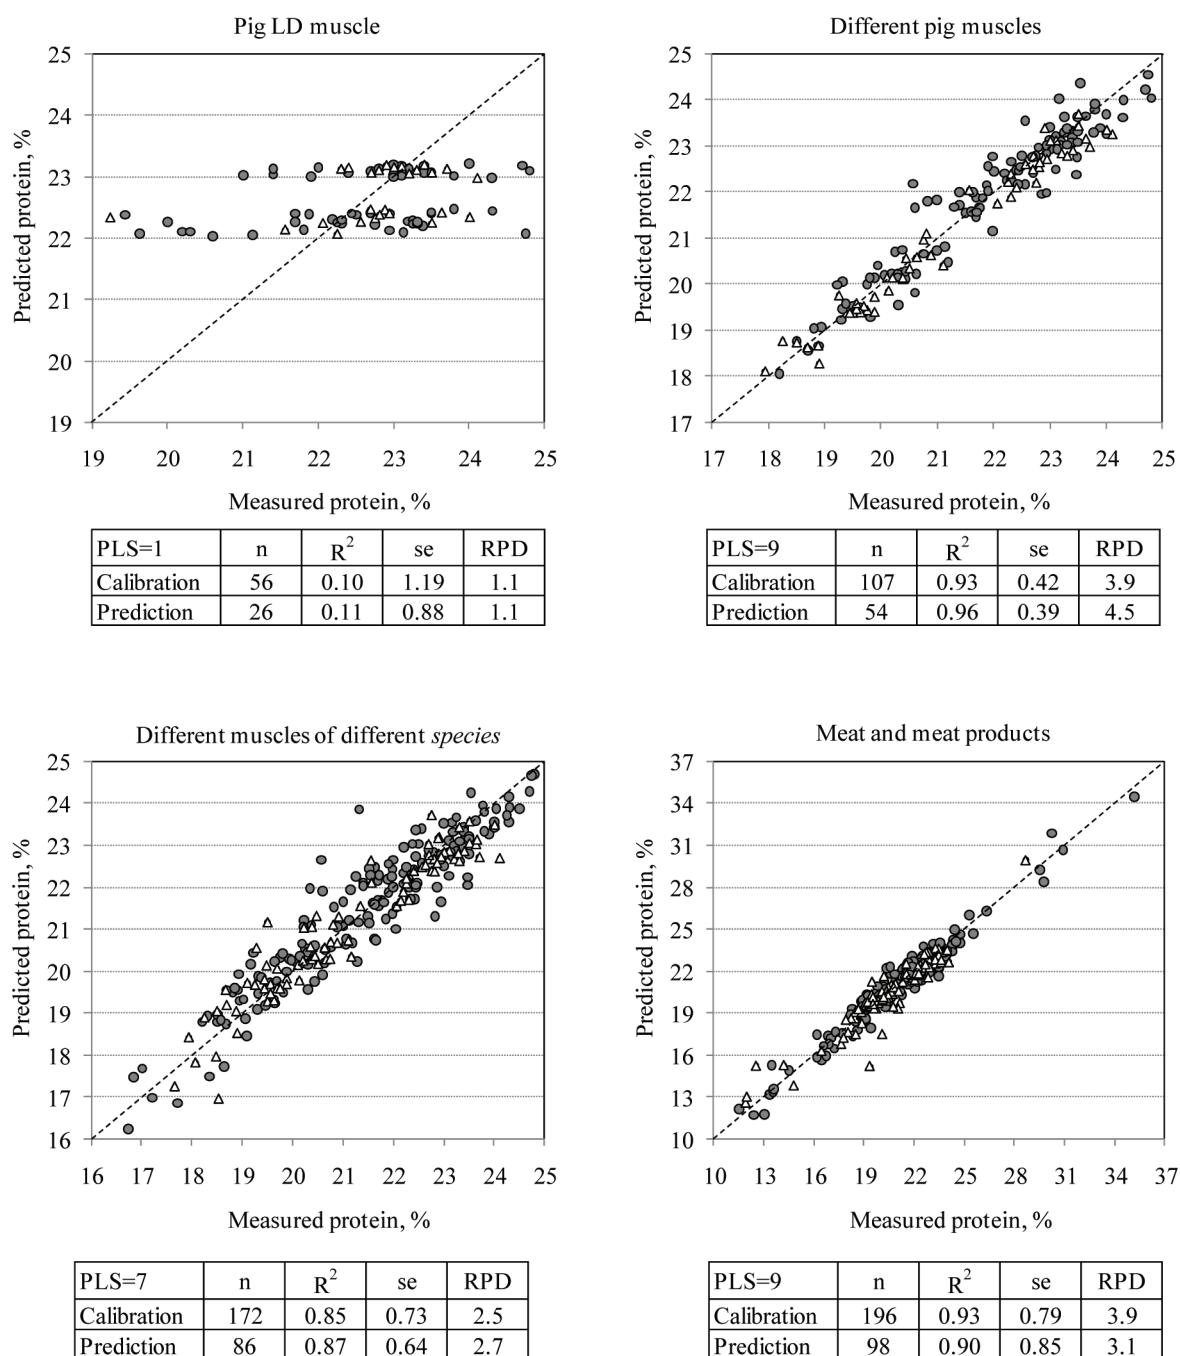 Pig LD muscle
25
24
23
22
21
20
19
Predicted protein, %
19 20 21 22 23 24 25
Measured protein, %
PLS=1 n R2 se RPD
Calibration 56 0.10 1.19 1.1
Prediction 26 0.11 0.88 1.1
Different pig muscles
25
24
23
22
21
20
19
18
17
Predicted protein, %
17 18 19 20 21 22 23 24 25
Measured protein, %
PLS=9 n R2 se RPD
Calibration 107 0.93 0.42 3.9
Prediction 54 0.96 0.39 4.5
Different muscles of different species
25
24
23
22
21
20
19
18
17
16
Predicted protein, %
16 17 18 19 20 21 22 23 24 25
Measured protein, %
PLS=7 n R2 se RPD
Calibration 172 0.85 0.73 2.5
Prediction 86 0.87 0.64 2.7
Meat and meat products
37
34
31
28
25
22
19
16
13
10
Predicted protein, %
10 13 16 19 22 25 28 31 34 37
Measured protein, %
PLS=9 n R2 se RPD
Calibration 196 0.93 0.79 3.9
Prediction 98 0.90 0.85 3.1